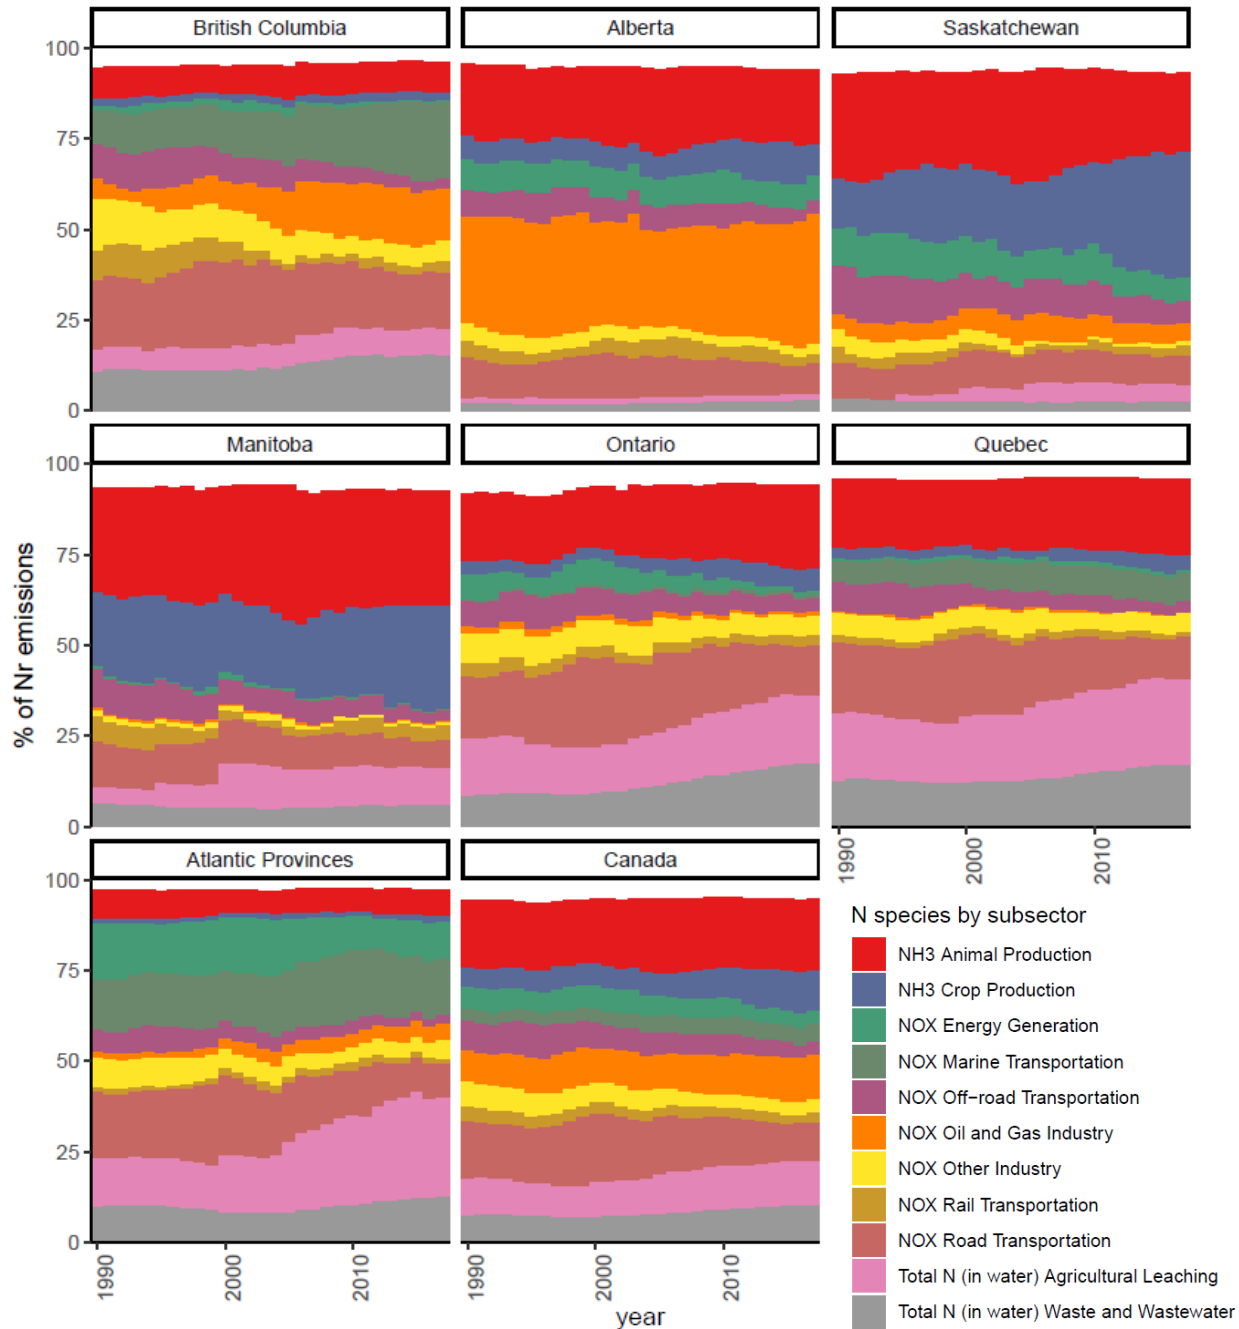 British Columbia
Alberta
Saskatchewan
100
75
50
25
0
Manitoba
Ontario
Quebec
100
75
50
25
0
% of Nr emissions
1990
2000
2010
Atlantic Provinces
Canada
100
75
50
25
0
1990
2000
2010
1990
2000
2010
year
N species by subsector
NH3 Animal Production
NH3 Crop Production
NOX Energy Generation
NOX Marine Transportation
NOX Off-road Transportation
NOX Oil and Gas Industry
NOX Other Industry
NOX Rail Transportation
NOX Road Transportation
Total N (in water) Agricultural Leaching
Total N (in water) Waste and Wastewater